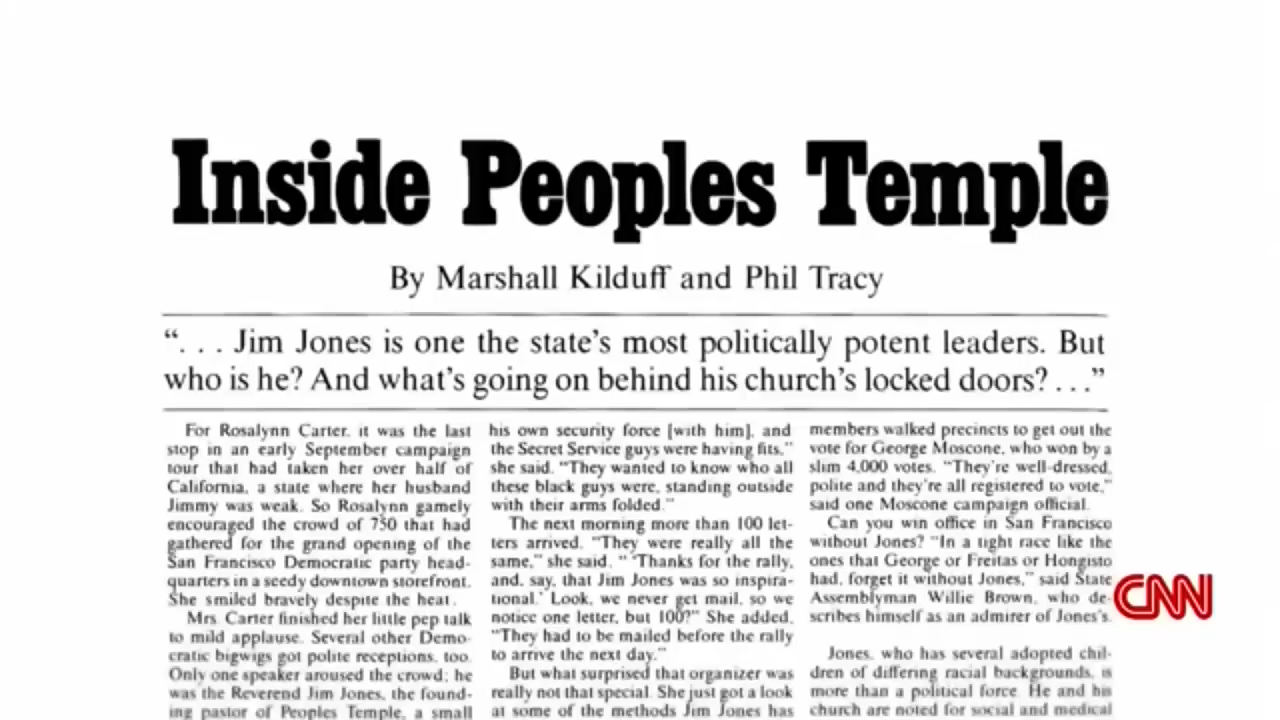 Inside Peoples Temple
By Marshall Kilduff and Phil Tracy
“. . . Jim Jones is one the state’s most politically potent leaders. But
who is he? And what’s going on behind his church’s locked doors? . . .”
For Rosalynn Carter, it was the last
stop in an early September campaign
tour that had taken her over half of
California, a state where her husband
Jimmy was weak. So Rosalynn gamely
encouraged the crowd of 750 that had
gathered for the grand opening of the
San Francisco Democratic party head-
quarters in a seedy downtown storefront.
She smiled bravely despite the heat.
Mrs. Carter finished her little pep talk
to mild applause. Several other Demo-
cratic bigwigs got polite receptions, too.
Only one speaker aroused the crowd; he
was the Reverend Jim Jones, the found-
ing pastor of Peoples Temple, a small
his own security force [with him], and
the Secret Service guys were having fits,”
she said. “They wanted to know who all
these black guys were, standing outside
with their arms folded.”
The next morning more than 100 let-
ters arrived. “They were really all the
same,” she said. “ ‘Thanks for the rally,
and, say, that Jim Jones was so inspira-
tional.’ Look, we never get mail, so we
notice one letter, but 100?” She added,
“They had to be mailed before the rally
to arrive the next day.”
But what surprised that organizer was
really not that special. She just got a look
at some of the methods Jim Jones has
members walked precincts to get out the
vote for George Moscone, who won by a
slim 4,000 votes. “They’re well-dressed,
polite and they’re all registered to vote,”
said one Moscone campaign official.
Can you win office in San Francisco
without Jones? “In a tight race like the
ones that George or Freitas or Hongisto
had, forget it without Jones,” said State
Assemblyman Willie Brown, who de-
scribes himself as an admirer of Jones’s.
Jones, who has several adopted chil-
dren of differing racial backgrounds, is
more than a political force. He and his
church are noted for social and medical
CNN